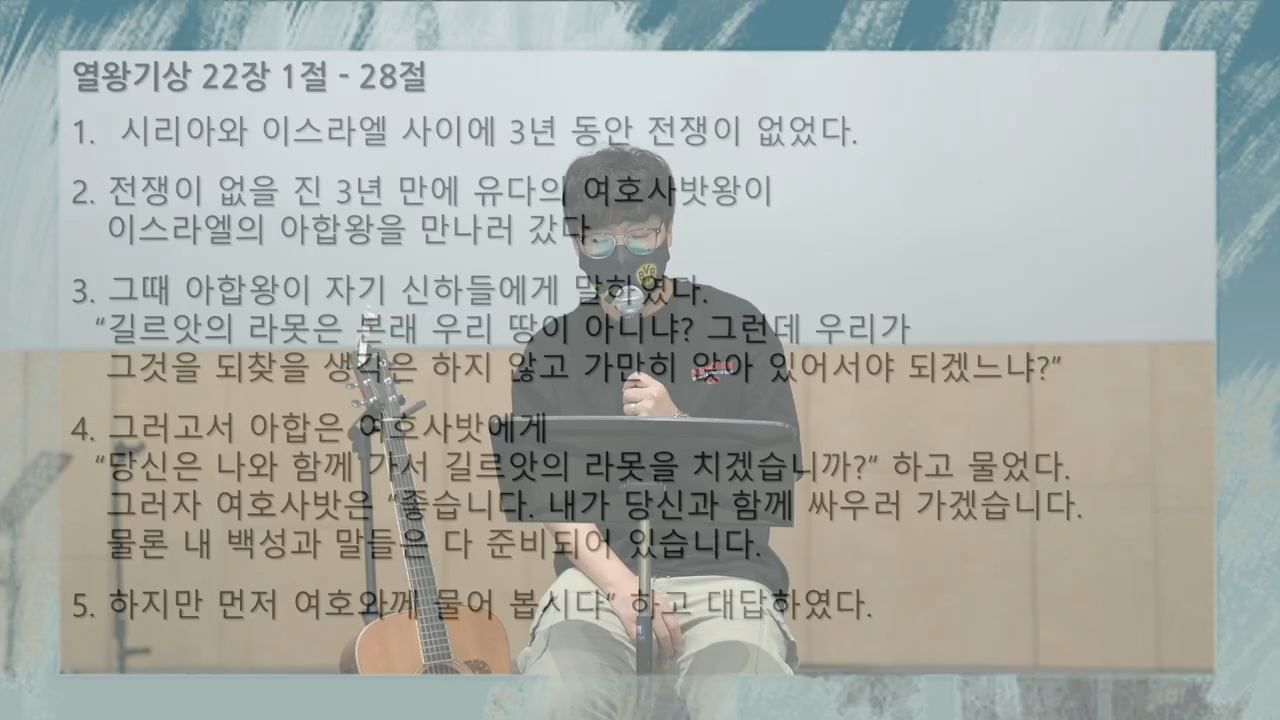 열왕기상 22장 1절 - 28절
1. 시리아와 이스라엘 사이에 3년 동안 전쟁이 없었다.
2. 전쟁이 없을 진 3년 만에 유다의 여호사밧왕이
이스라엘의 아합왕을 만나러 갔다.
3. 그때 아합왕이 자기 신하들에게 말하였다.
“길르앗의 라못은 본래 우리 땅이 아니냐? 그런데 우리가
그것을 되찾을 생각은 하지 않고 가만히 앉아 있어서야 되겠느냐?”
4. 그러고서 아합은 여호사밧에게
“당신은 나와 함께 가서 길르앗의 라못을 치겠습니까?” 하고 물었다.
그러자 여호사밧은 “좋습니다. 내가 당신과 함께 싸우러 가겠습니다.
물론 내 백성과 말들은 다 준비되어 있습니다.
5. 하지만 먼저 여호와께 물어 봅시다” 하고 대답하였다.
BVB